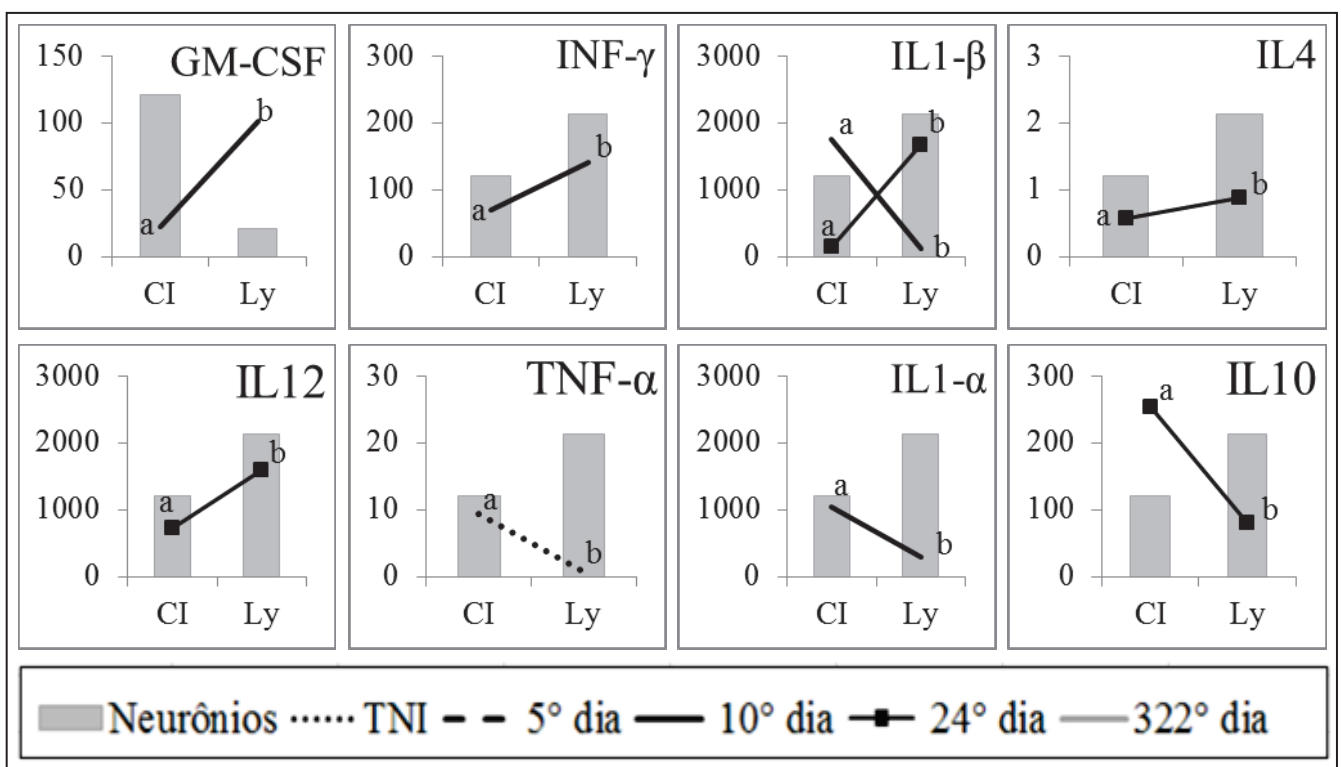 GM-CSF
150
100
50
0
a
b
CI Ly
INF-γ
300
200
100
0
a
b
CI Ly
IL1-β
3000
2000
1000
0
a
b
a
b
CI Ly
IL4
3
2
1
0
a
b
CI Ly
IL12
3000
2000
1000
0
a
b
CI Ly
TNF-α
30
20
10
0
a
b
CI Ly
IL1-α
3000
2000
1000
0
a
b
CI Ly
IL10
300
200
100
0
a
b
CI Ly
Neurônios TNI 5° dia 10° dia 24° dia 322° dia